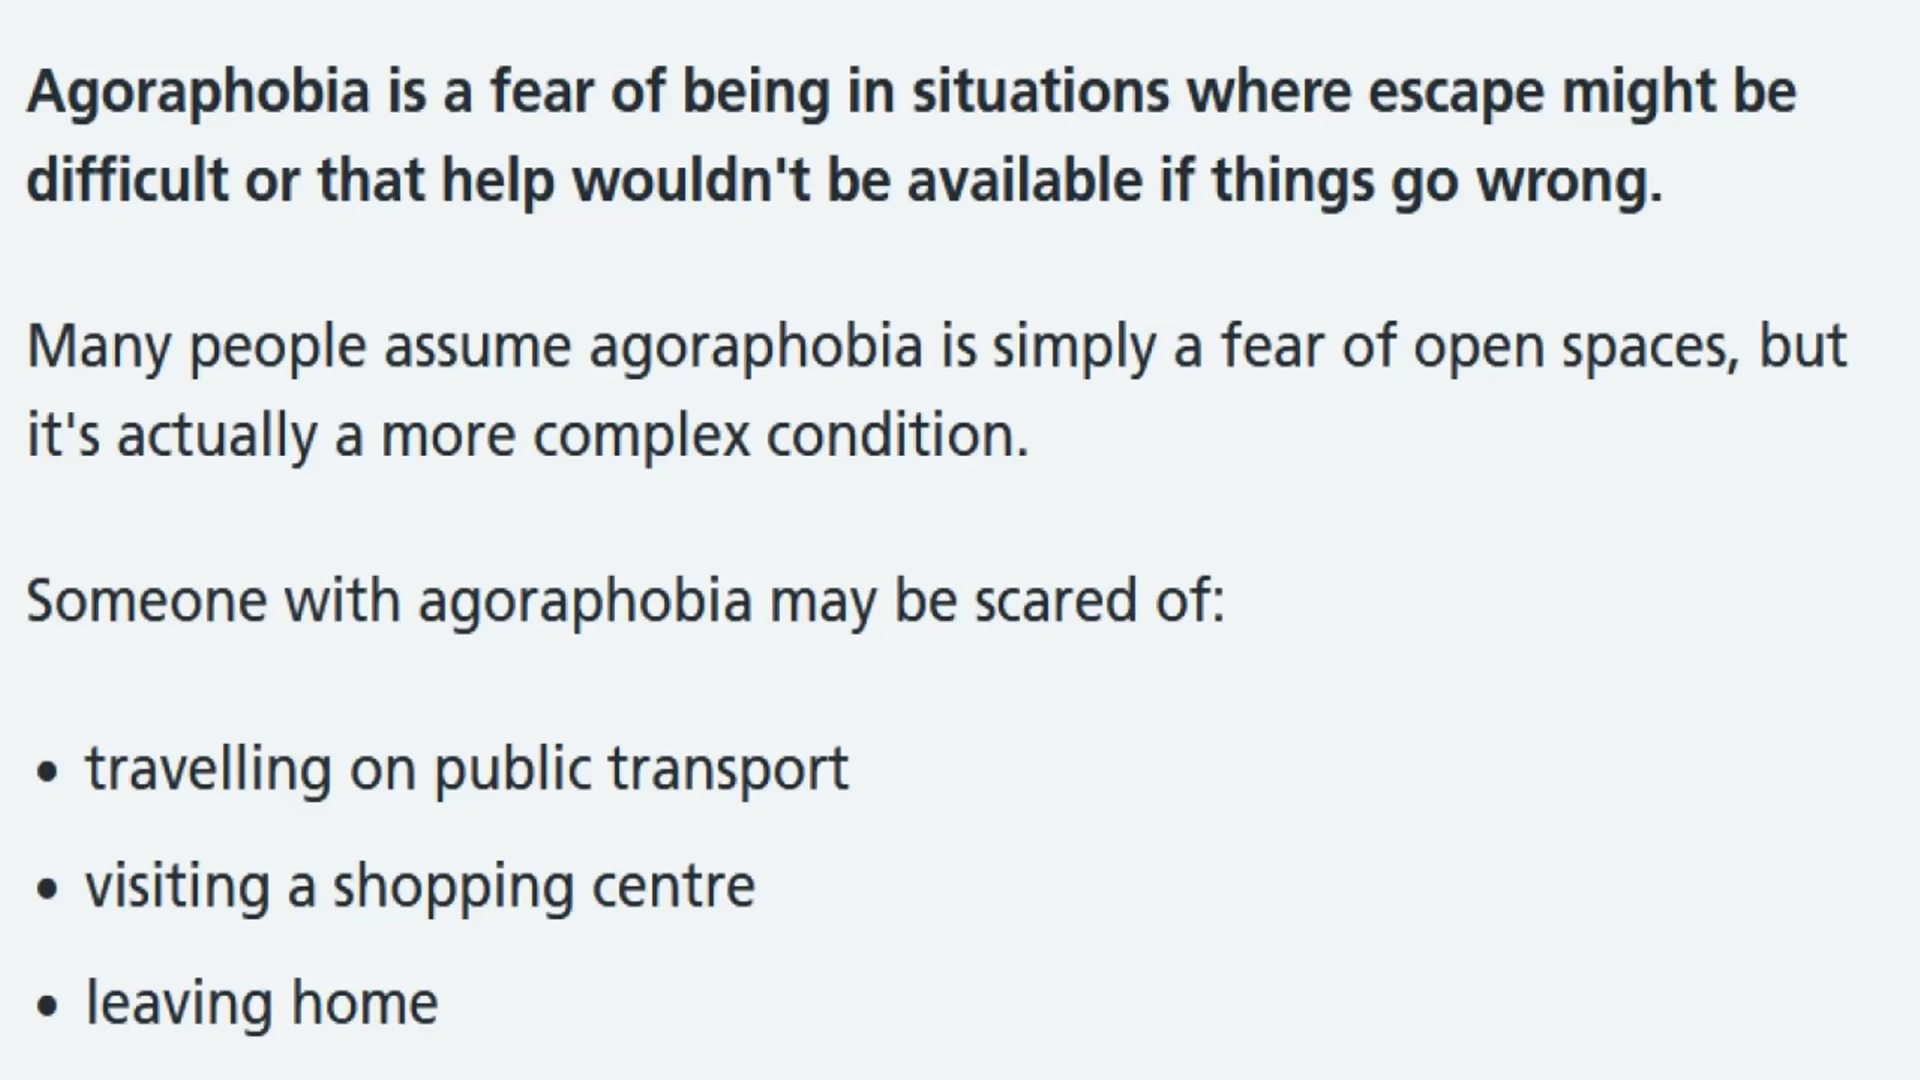 Agoraphobia is a fear of being in situations where escape might be
difficult or that help wouldn't be available if things go wrong.
Many people assume agoraphobia is simply a fear of open spaces, but
it's actually a more complex condition.
Someone with agoraphobia may be scared of:
• travelling on public transport
• visiting a shopping centre
• leaving home